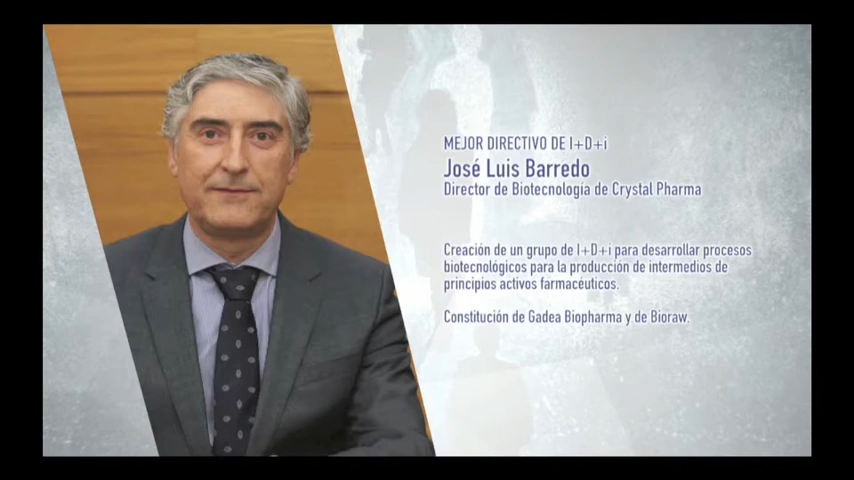 MEJOR DIRECTIVO DE I+D+i
José Luis Barredo
Director de Biotecnología de Crystal Pharma
Creación de un grupo de I+D+i para desarrollar procesos
biotecnológicos para la producción de intermedios de
principios activos farmacéuticos.
Constitución de Gadea Biopharma y de Bioraw.